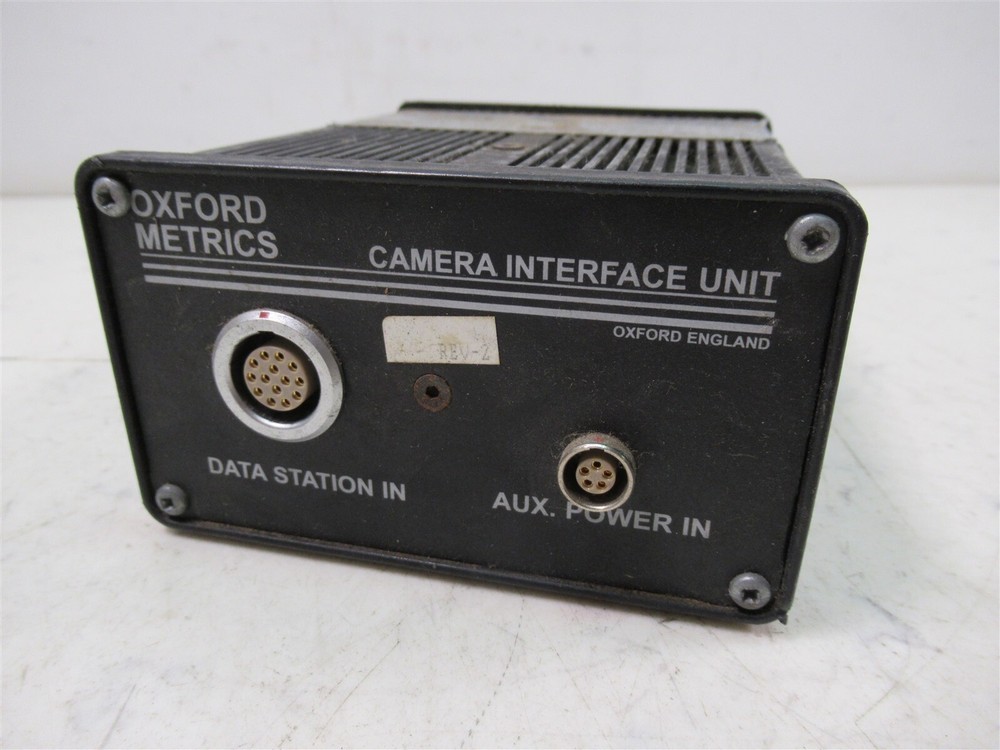 OXFORD
METRICS
CAMERA INTERFACE UNIT
OXFORD ENGLAND
REV-2
DATA STATION IN
AUX. POWER IN